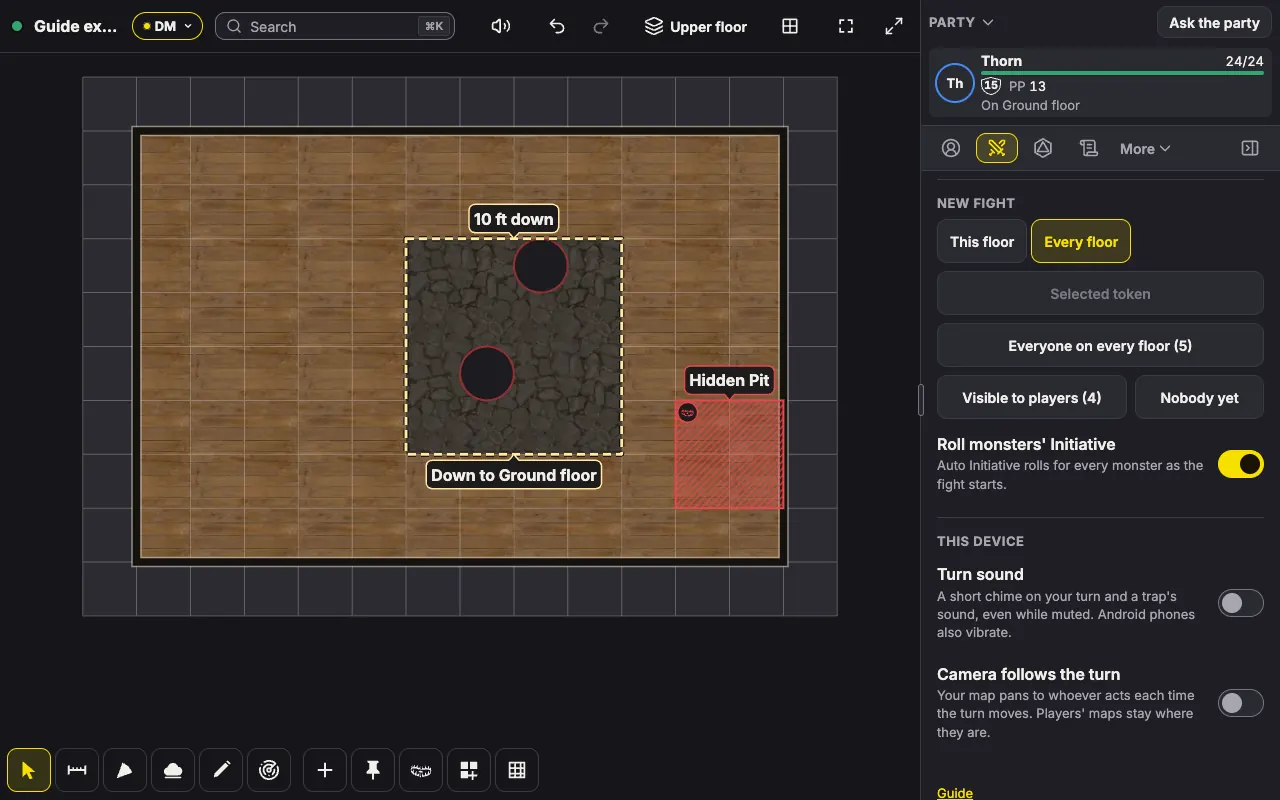 Guide ex...
DM
Search
⌘K
Upper floor
10 ft down
Down to Ground floor
Hidden Pit
PARTY
Ask the party
Th
Thorn
24/24
15
PP 13
On Ground floor
More
NEW FIGHT
This floor
Every floor
Selected token
Everyone on every floor (5)
Visible to players (4)
Nobody yet
Roll monsters' Initiative
Auto Initiative rolls for every monster as the
fight starts.
THIS DEVICE
Turn sound
A short chime on your turn and a trap's
sound, even while muted. Android phones
also vibrate.
Camera follows the turn
Your map pans to whoever acts each time
the turn moves. Players' maps stay where
they are.
Guide